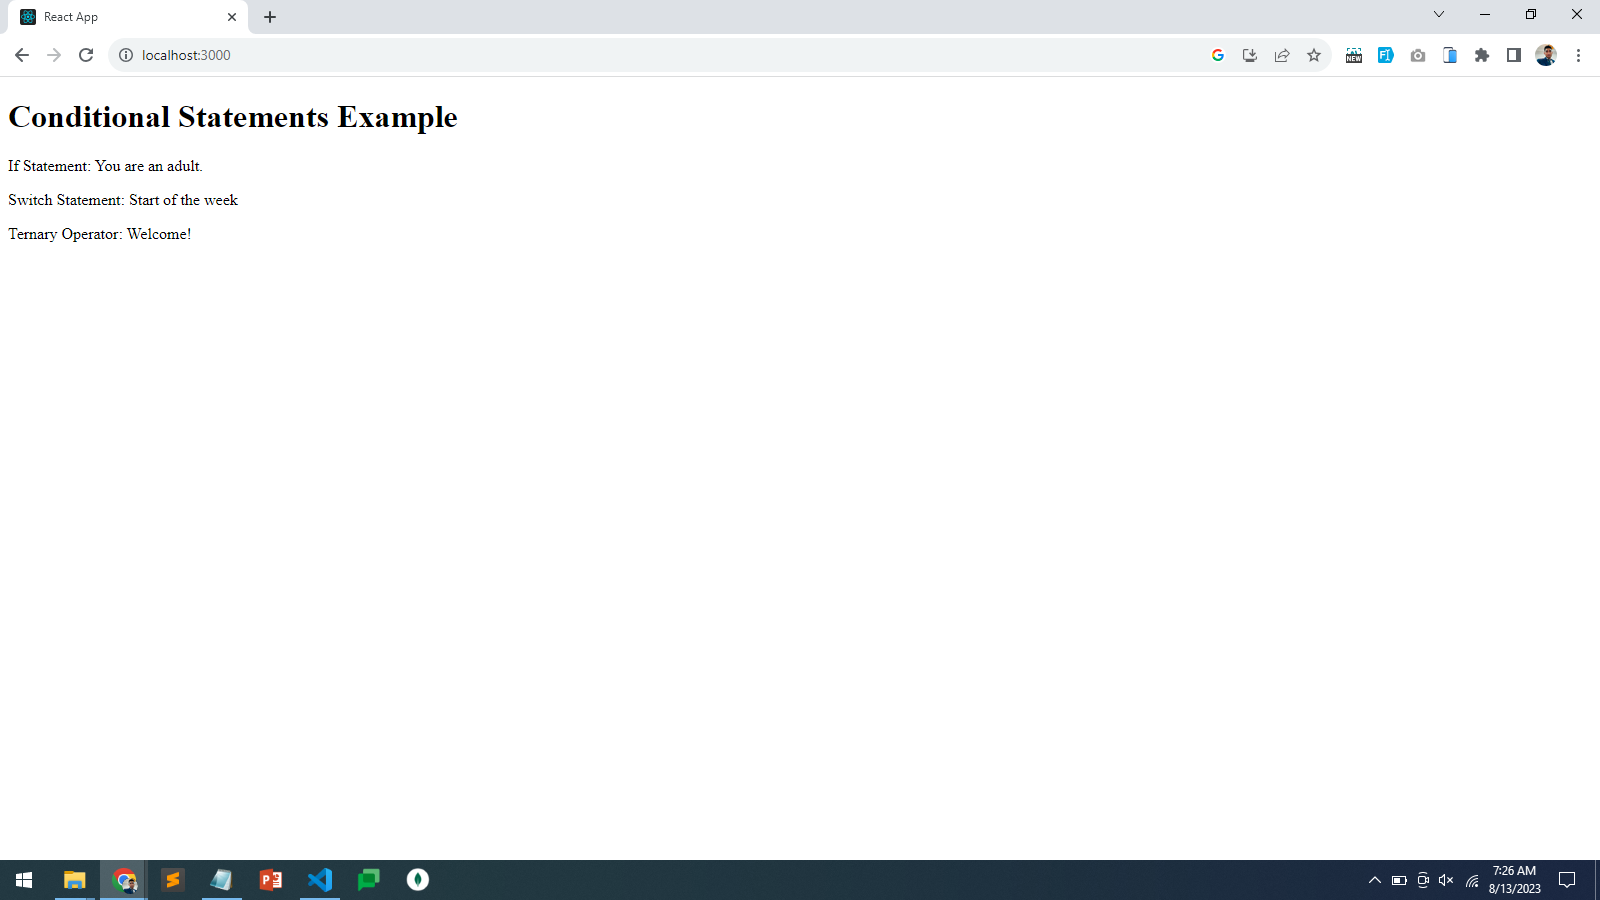 React App
localhost:3000
NEW
Conditional Statements Example
If Statement: You are an adult.
Switch Statement: Start of the week
Ternary Operator: Welcome!
7:26 AM
8/13/2023